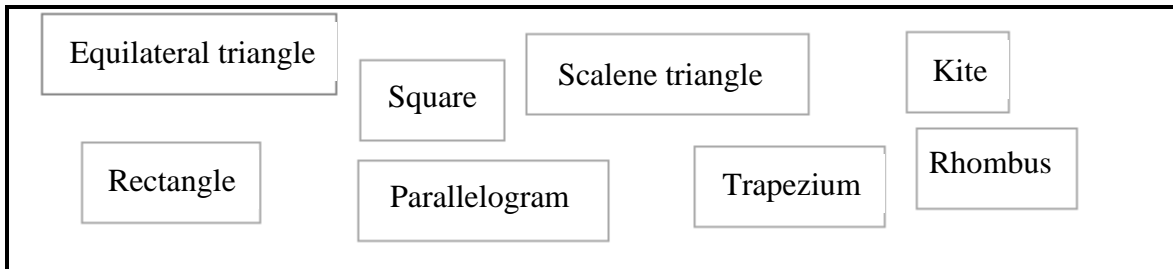 Equilateral triangle
Square
Scalene triangle
Kite
Rectangle
Parallelogram
Trapezium
Rhombus